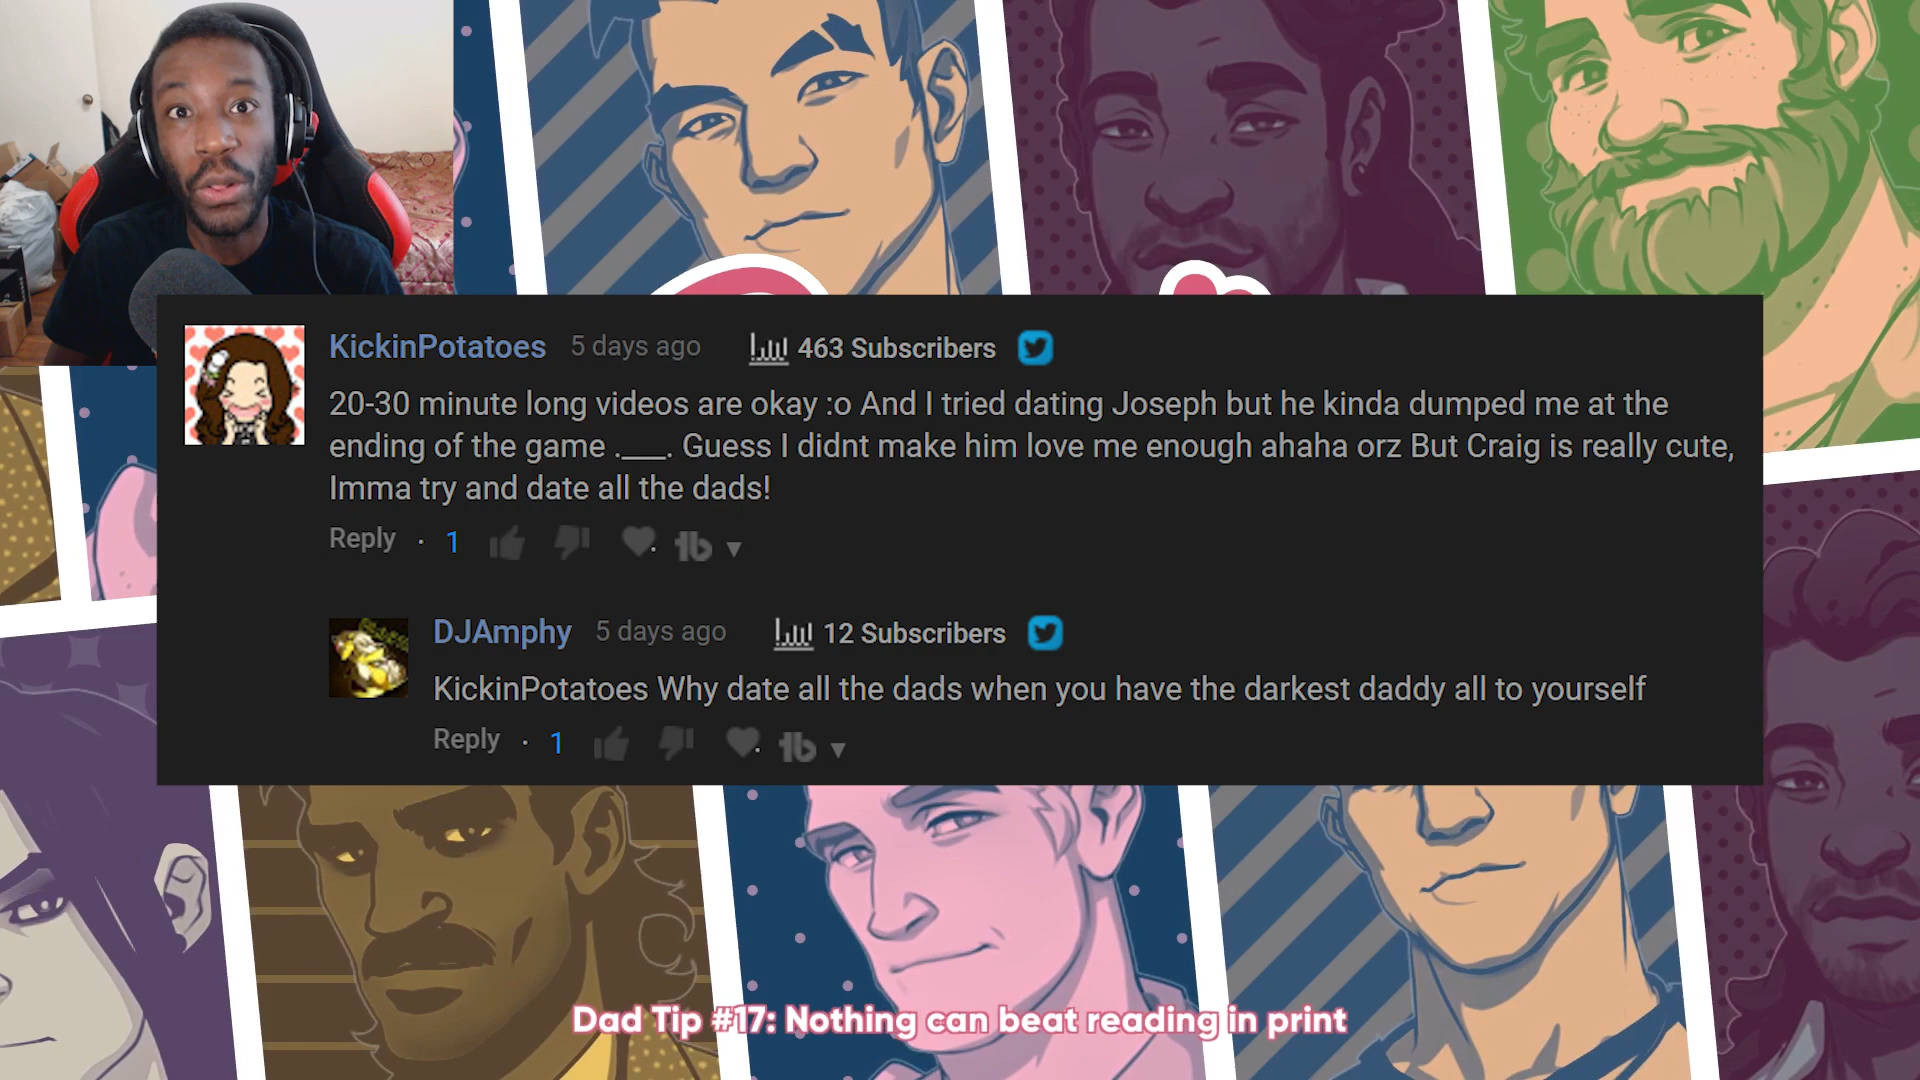 KickinPotatoes 5 days ago 463 Subscribers
20-30 minute long videos are okay :o And I tried dating Joseph but he kinda dumped me at the
ending of the game .___. Guess I didnt make him love me enough ahaha orz But Craig is really cute,
Imma try and date all the dads!
Reply · 1
DJAmphy 5 days ago 12 Subscribers
KickinPotatoes Why date all the dads when you have the darkest daddy all to yourself
Reply · 1
Dad Tip #17: Nothing can beat reading in print